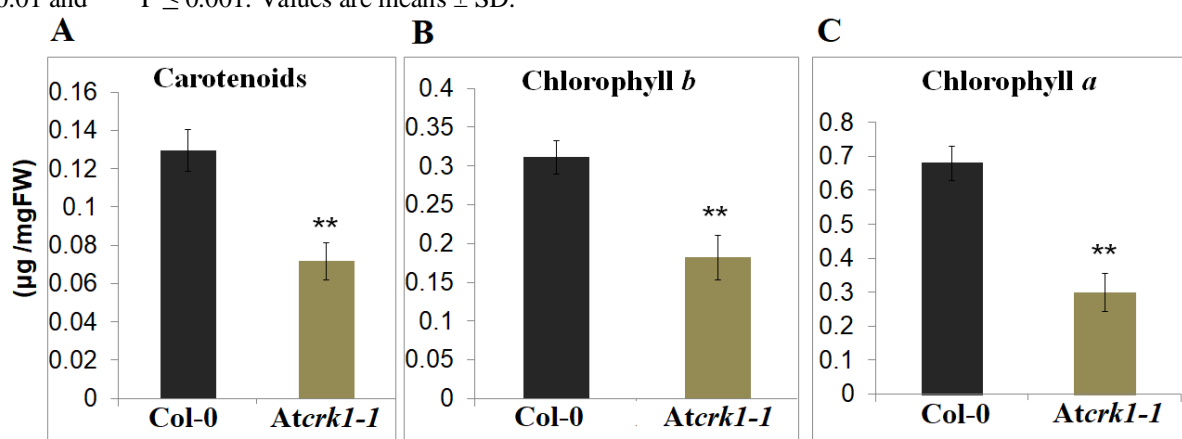 0.01 and P ≤ 0.001. Values are means ± SD.
A
Carotenoids
(µg /mgFW)
0.16
0.14
0.12
0.1
0.08
0.06
0.04
0.02
0
**
Col-0
Atcrk1-1
B
Chlorophyll b
0.4
0.35
0.3
0.25
0.2
0.15
0.1
0.05
0
**
Col-0
Atcrk1-1
C
Chlorophyll a
0.8
0.7
0.6
0.5
0.4
0.3
0.2
0.1
0
**
Col-0
Atcrk1-1